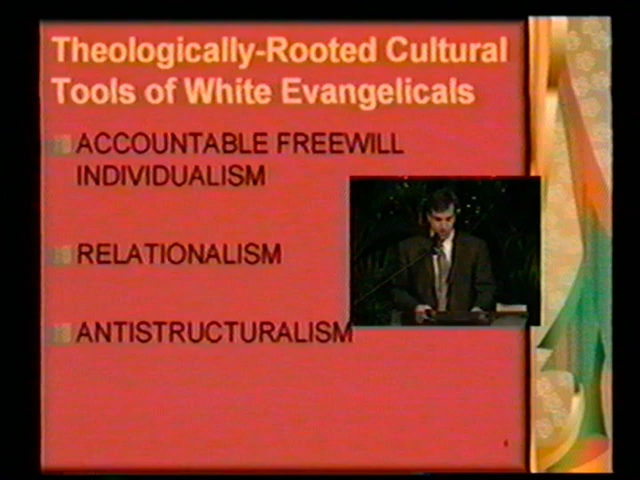 Theologically-Rooted Cultural
Tools of White Evangelicals
ACCOUNTABLE FREEWILL
INDIVIDUALISM
RELATIONALISM
ANTISTRUCTURALISM